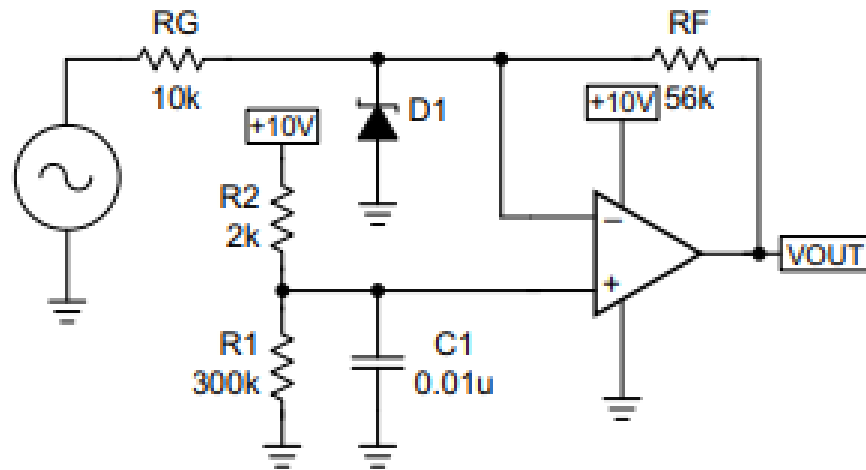 RG
10k
RF
56k
+10V
D1
+10V
R2
2k
−
+
VOUT
R1
300k
C1
0.01u